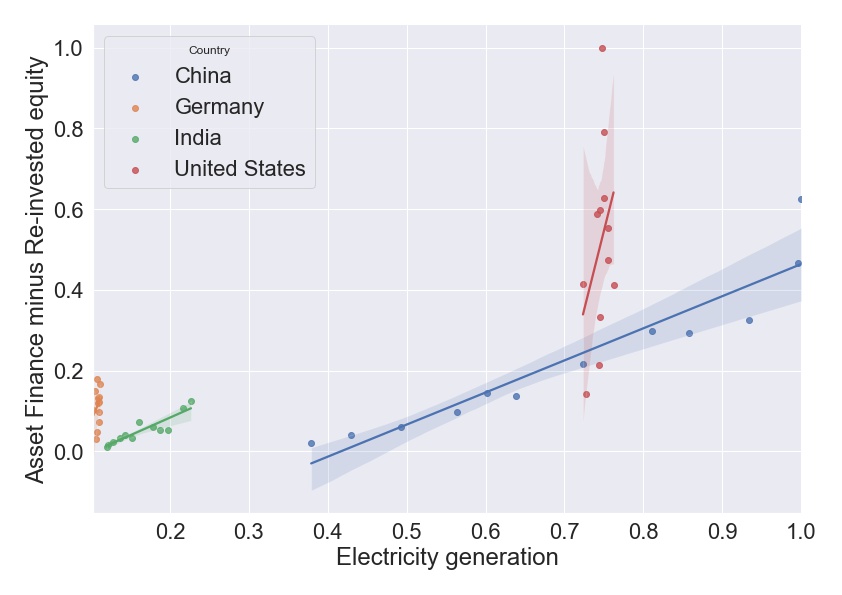 Country
China
Germany
India
United States
Asset Finance minus Re-invested equity
1.0
0.8
0.6
0.4
0.2
0.0
0.2 0.3 0.4 0.5 0.6 0.7 0.8 0.9 1.0
Electricity generation